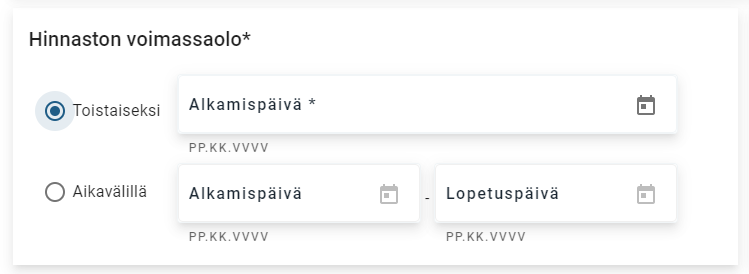 Hinnaston voimassaolo*
Toistaiseksi
Alkamispäivä *
PP.KK.VVVV
Aikavälillä
Alkamispäivä - Lopetuspäivä
PP.KK.VVVV PP.KK.VVVV